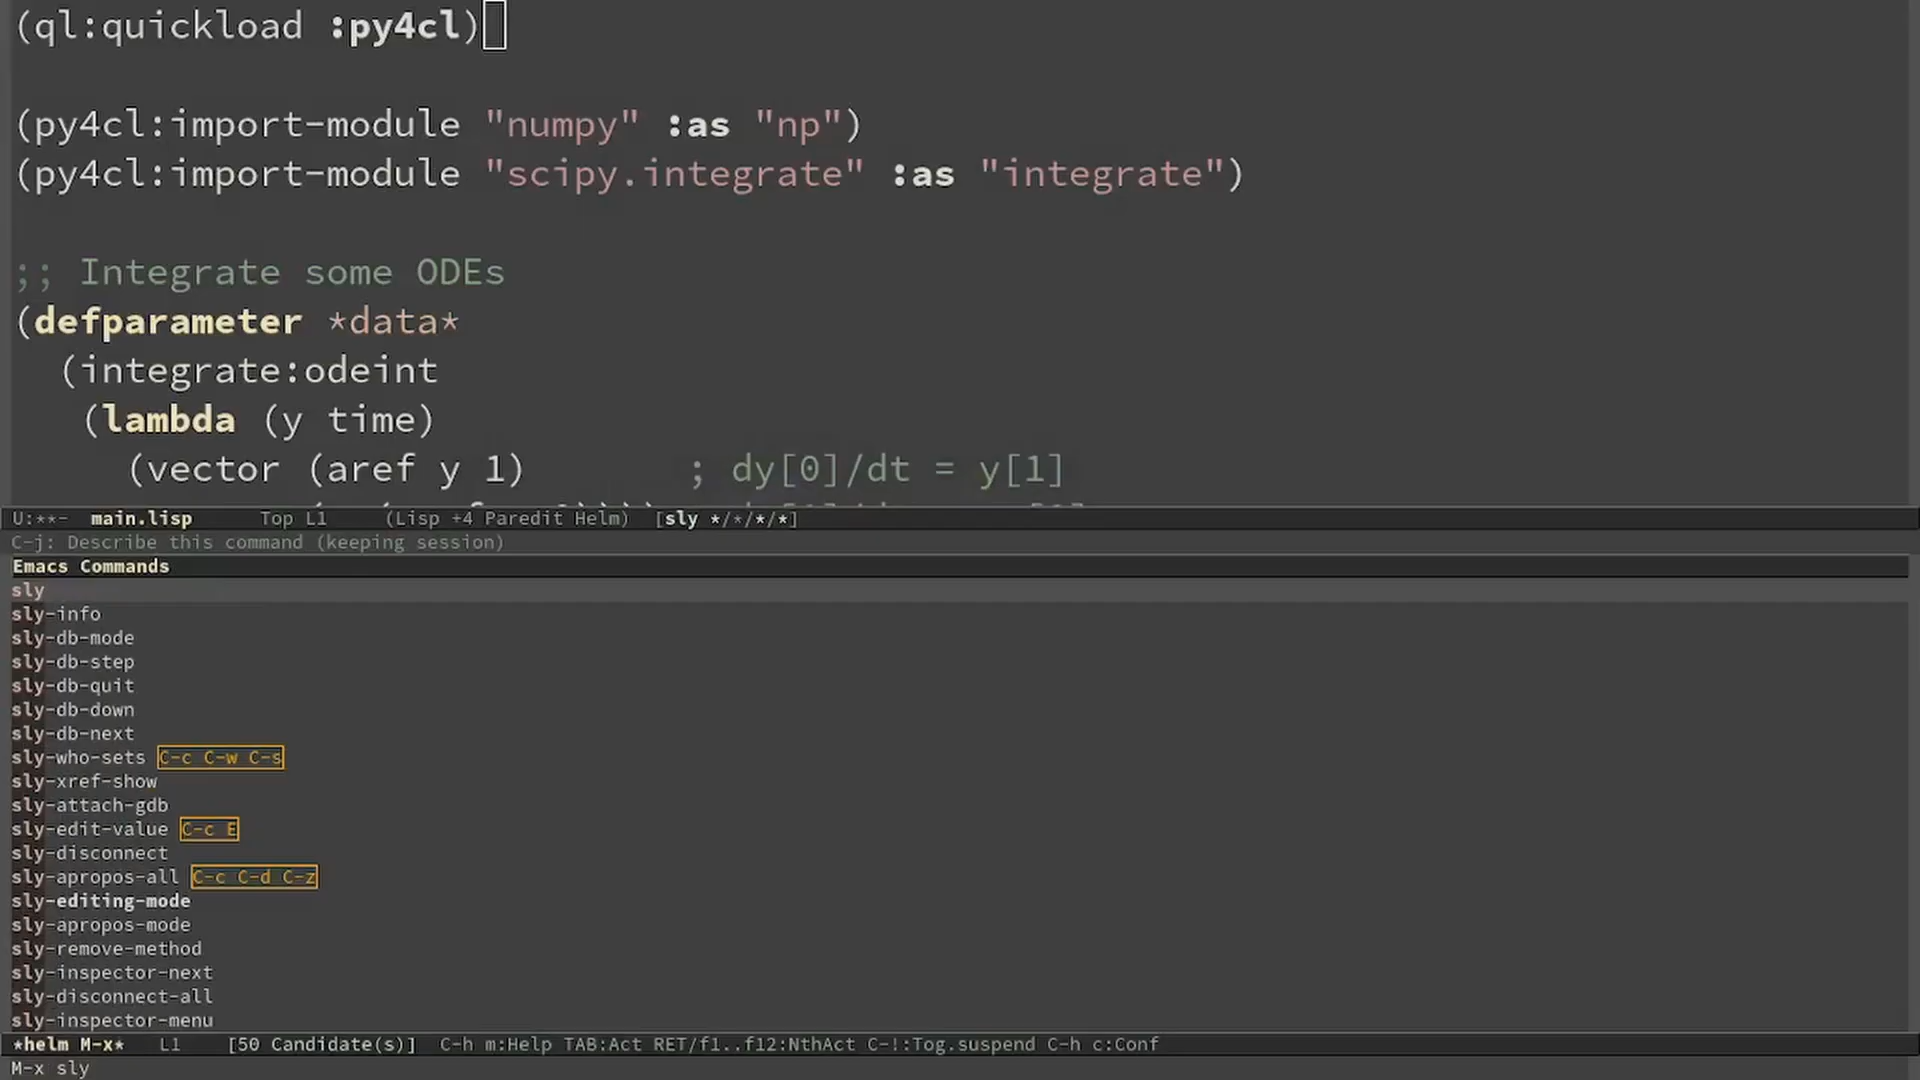 (ql:quickload :py4cl)
(py4cl:import-module "numpy" :as "np")
(py4cl:import-module "scipy.integrate" :as "integrate")
;; Integrate some ODEs
(defparameter *data*
(integrate:odeint
(lambda (y time)
(vector (aref y 1) ; dy[0]/dt = y[1]
U:**- main.lisp Top L1 (Lisp +4 Paredit Helm) [sly */*/*/*]
C-j: Describe this command (keeping session)
Emacs Commands
sly
sly-info
sly-db-mode
sly-db-step
sly-db-quit
sly-db-down
sly-db-next
sly-who-sets C-c C-w C-s
sly-xref-show
sly-attach-gdb
sly-edit-value C-c E
sly-disconnect
sly-apropos-all C-c C-d C-z
sly-editing-mode
sly-apropos-mode
sly-remove-method
sly-inspector-next
sly-disconnect-all
sly-inspector-menu
*helm M-x* L1 [50 Candidate(s)] C-h m:Help TAB:Act RET/f1..f12:NthAct C-!:Tog.suspend C-h c:Conf
M-x sly